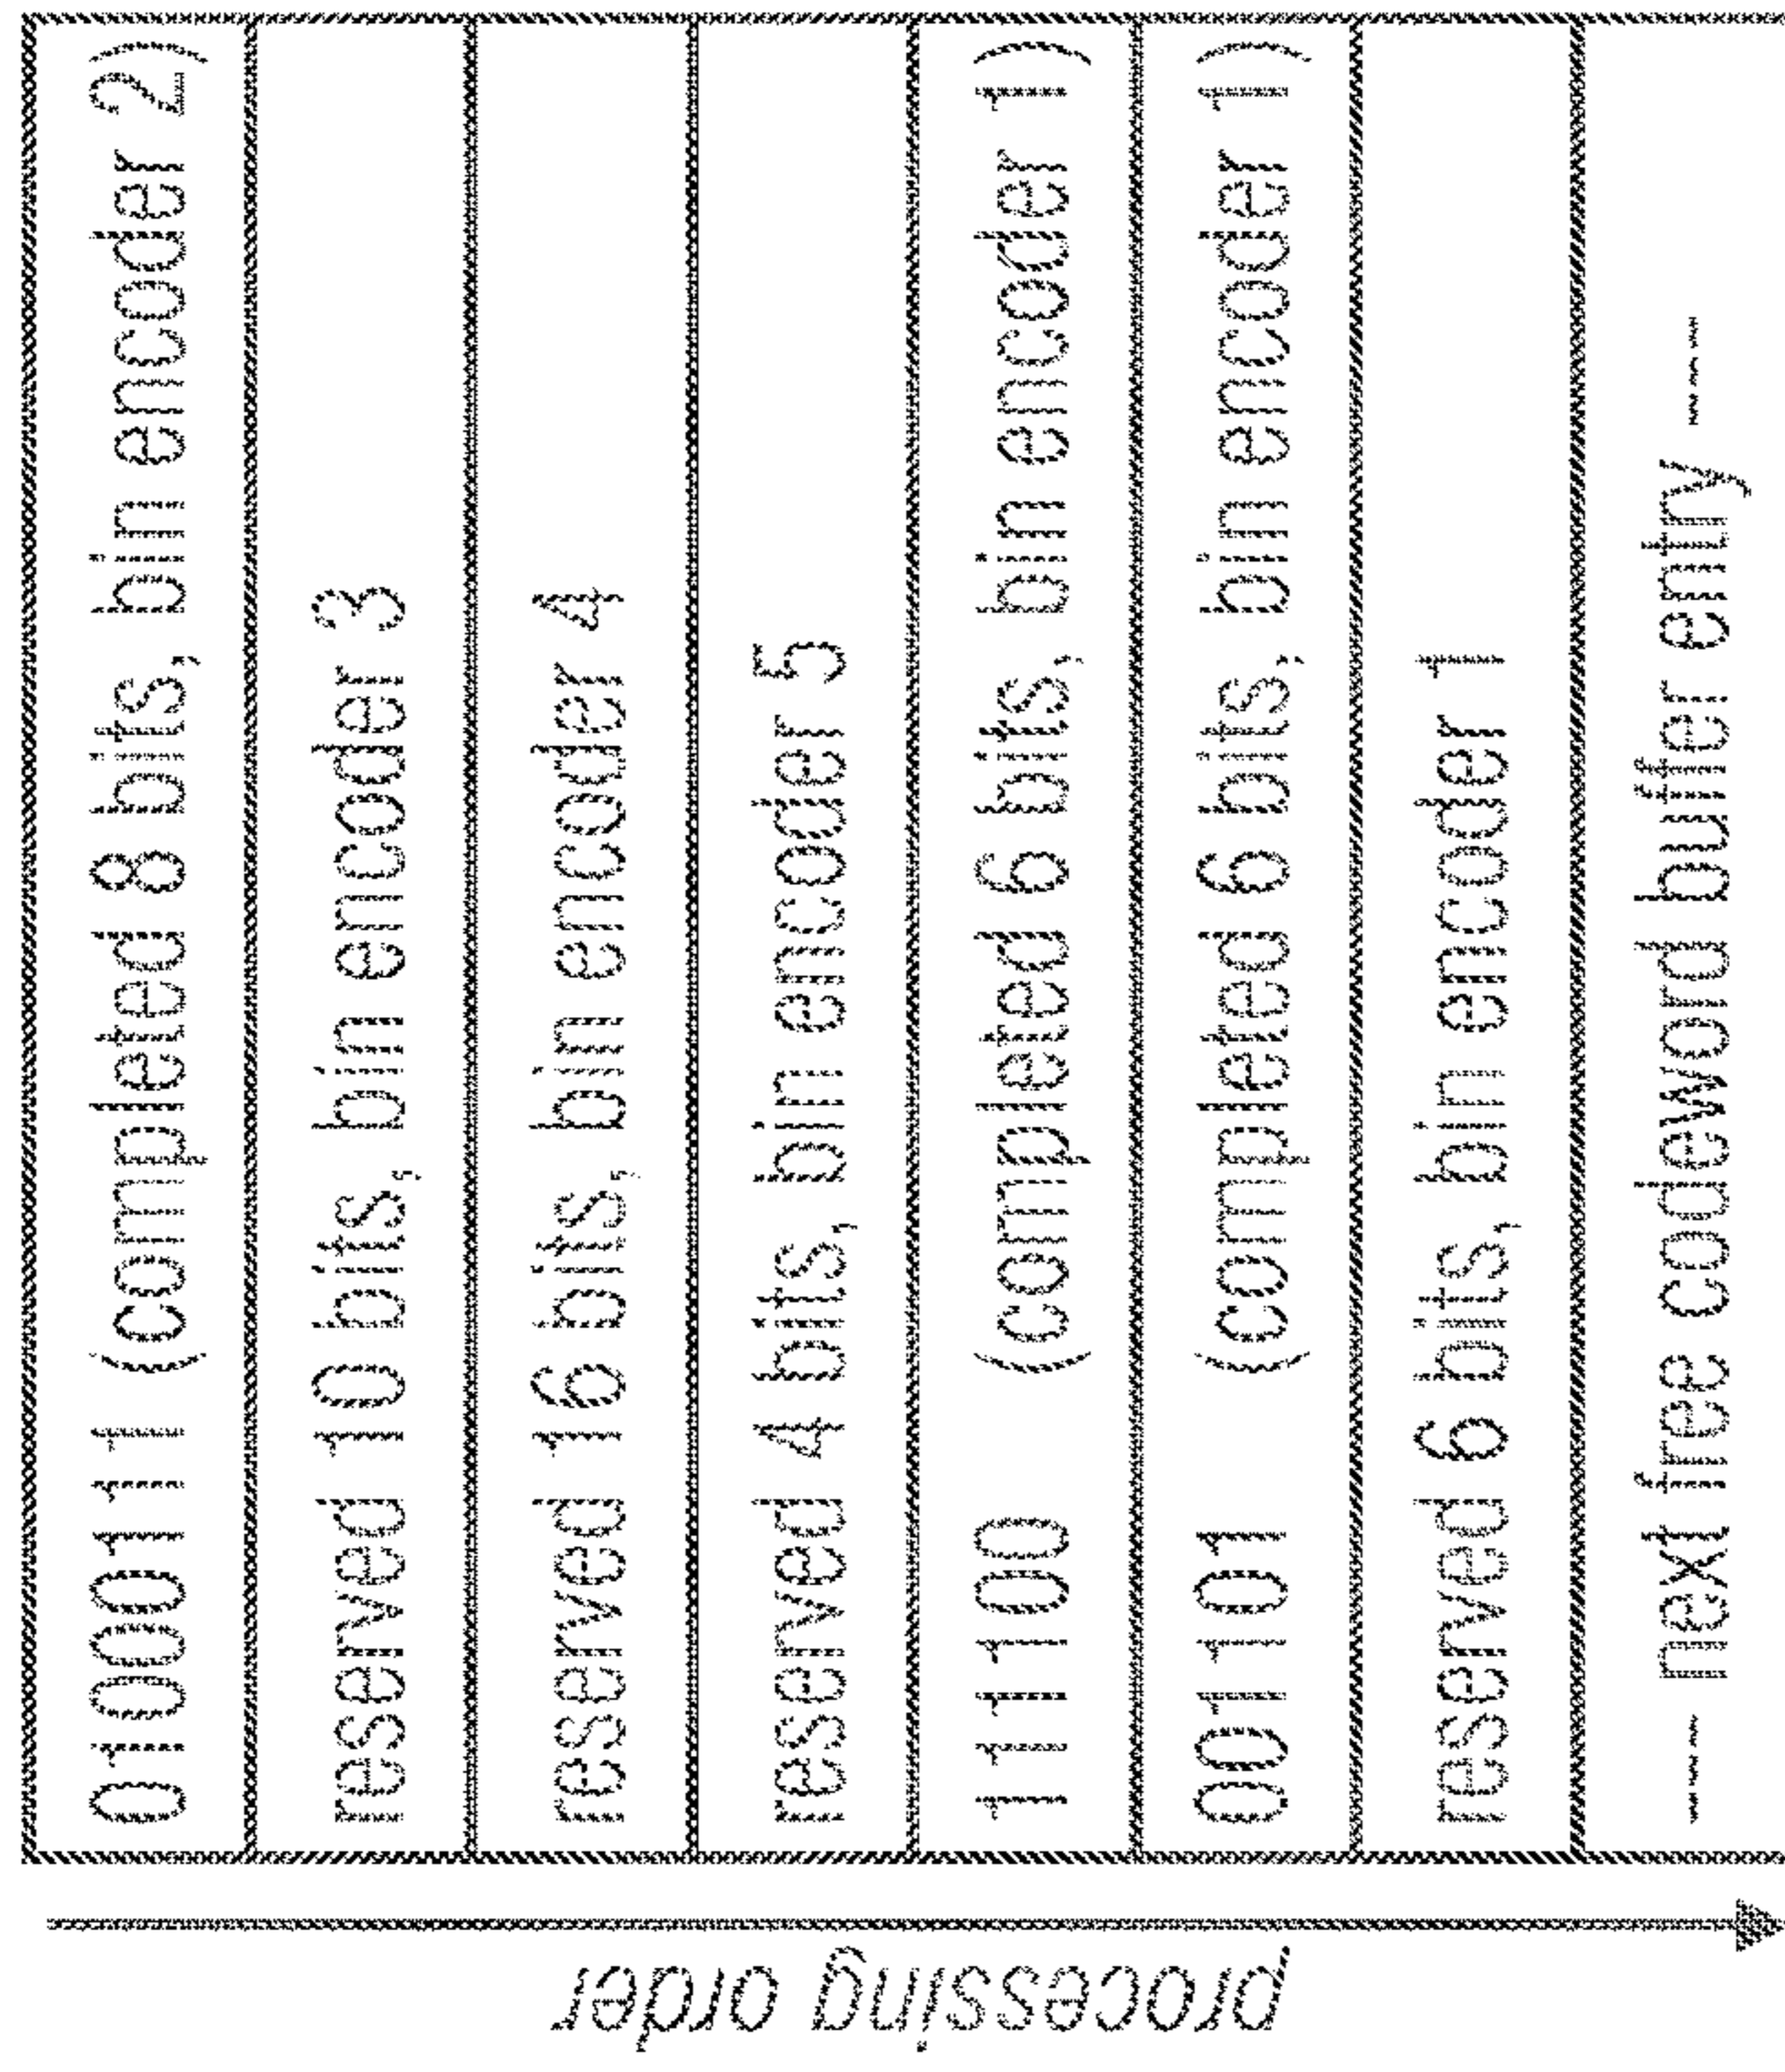 01000111 (completed 8 bits, bin encoder 2)
reserved 10 bits, bin encoder 3
reserved 16 bits, bin encoder 4
reserved 4 bits, bin encoder 5
111100 (completed 6 bits, bin encoder 1)
001101 (completed 6 bits, bin encoder 1)
reserved 6 bits, bin encoder 1
---- next free codeword buffer entry ----
processing order